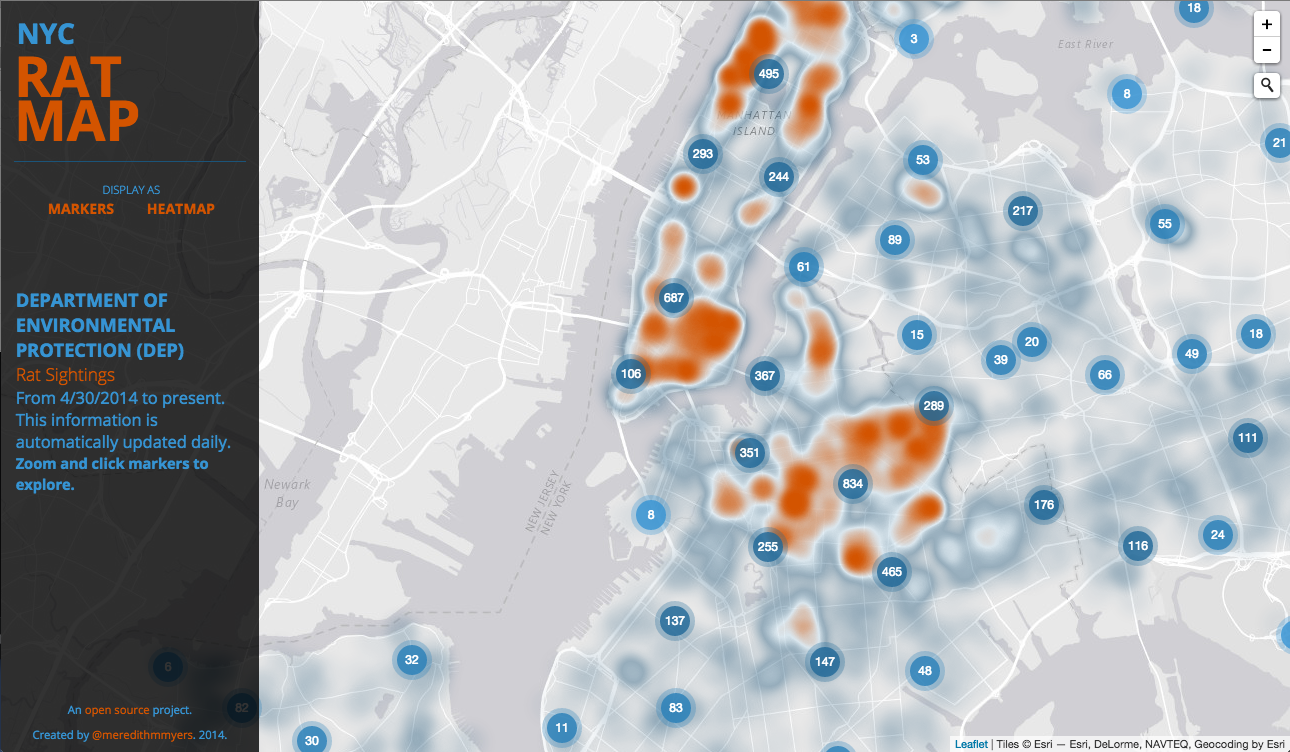 NYC
RAT
MAP
DISPLAY AS
MARKERS HEATMAP
DEPARTMENT OF
ENVIRONMENTAL
PROTECTION (DEP)
Rat Sightings
From 4/30/2014 to present.
This information is
automatically updated daily.
Zoom and click markers to
explore.
6
82
An open source project.
Created by @meredithmmyers. 2014.
18
+
−
3
East River
495
8
MANHATTAN
ISLAND
21
293
53
244
217
55
89
61
687
15
18
20
39
49
106
367
66
289
111
351
834
Newark
Bay
NEW JERSEY
NEW YORK
176
8
24
255
116
465
137
32
147
48
83
11
30
Leaflet | Tiles © Esri — Esri, DeLorme, NAVTEQ, Geocoding by Esri